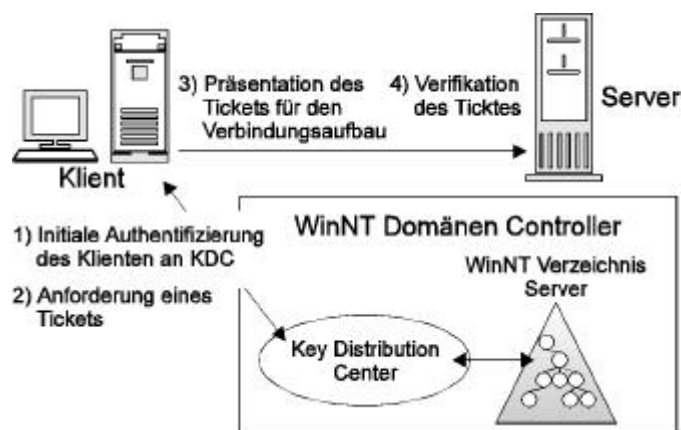 3) Präsentation des
Tickets für den
Verbindungsaufbau
4) Verifikation
des Ticktes
Server
Klient
1) Initiale Authentifizierung
des Klienten an KDC
2) Anforderung eines
Tickets
WinNT Domänen Controller
WinNT Verzeichnis
Server
Key Distribution
Center